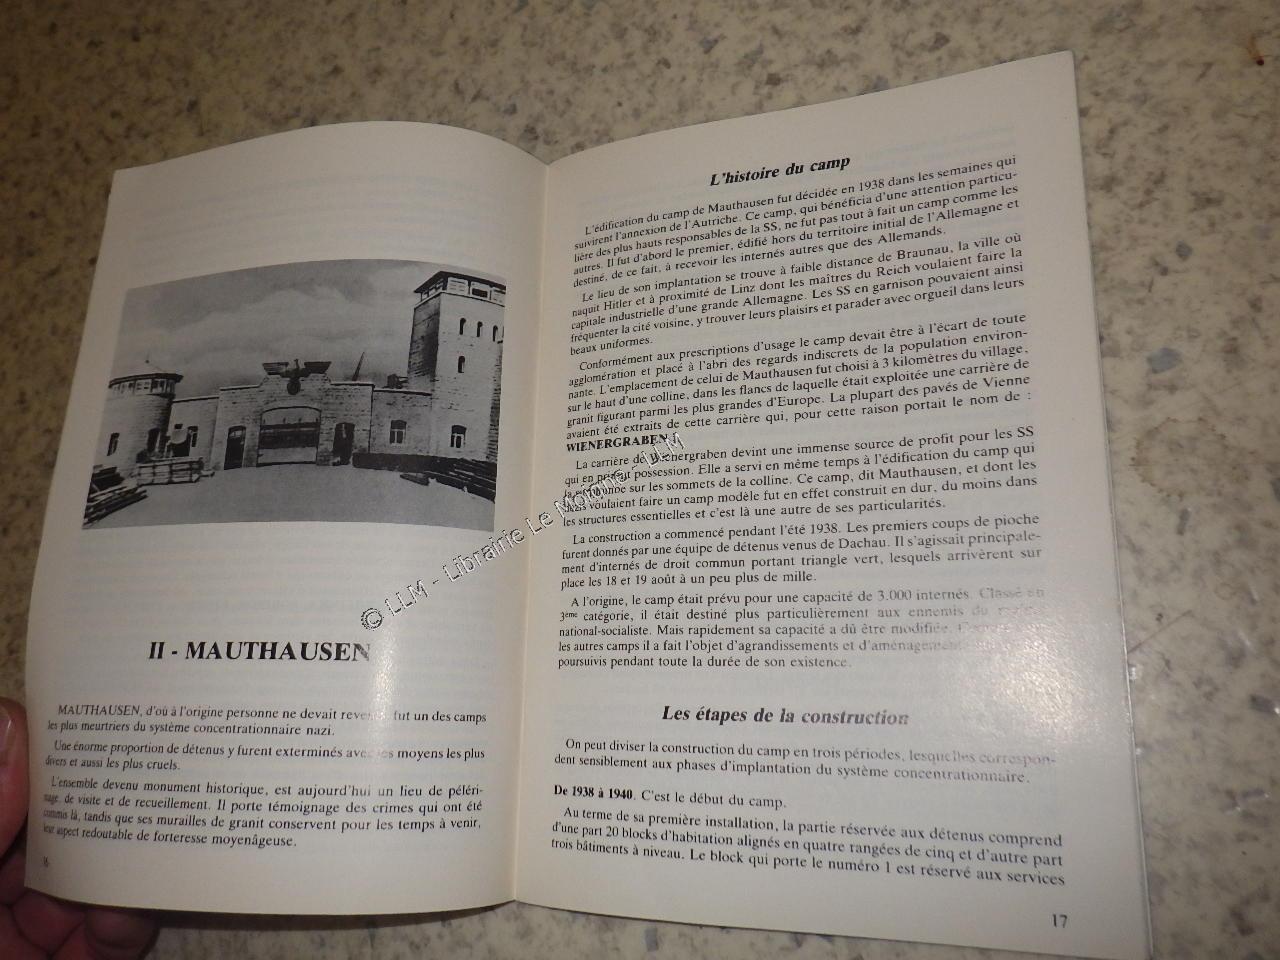 II - MAUTHAUSEN
MAUTHAUSEN, d'où à l'origine personne ne devait revenir fut un des camps
les plus meurtriers du système concentrationnaire nazi.
Une énorme proportion de détenus y furent exterminés avec les moyens les plus
divers et aussi les plus cruels.
L'ensemble devenu monument historique, est aujourd'hui un lieu de péléri-
nage, de visite et de recueillement. Il porte témoignage des crimes qui ont été
commis là, tandis que ses murailles de granit conservent pour les temps à venir,
leur aspect redoutable de forteresse moyenâgeuse.
16
L'histoire du camp
L'édification du camp de Mauthausen fut décidée en 1938 dans les semaines qui
suivirent l'annexion de l'Autriche. Ce camp, qui bénéficia d'une attention particu-
lière des plus hauts responsables de la SS, ne fut pas tout à fait un camp comme les
autres. Il fut d'abord le premier, édifié hors du territoire initial de l'Allemagne et
destiné, de ce fait, à recevoir les internés autres que des Allemands.
Le lieu de son implantation se trouve à faible distance de Braunau, la ville où
naquit Hitler et à proximité de Linz dont les maîtres du Reich voulaient faire la
capitale industrielle d'une grande Allemagne. Les SS en garnison pouvaient ainsi
fréquenter la cité voisine, y trouver leurs plaisirs et parader avec orgueil dans leurs
beaux uniformes.
Conformément aux prescriptions d'usage le camp devait être à l'écart de toute
agglomération et placé à l'abri des regards indiscrets de la population environ-
nante. L'emplacement de celui de Mauthausen fut choisi à 3 kilomètres du village,
sur le haut d'une colline, dans les flancs de laquelle était exploitée une carrière de
granit figurant parmi les plus grandes d'Europe. La plupart des pavés de Vienne
avaient été extraits de cette carrière qui, pour cette raison portait le nom de :
WIENERGRABEN !
La carrière de Wienergraben devint une immense source de profit pour les SS
qui en prirent possession. Elle a servi en même temps à l'édification du camp qui
sur les sommets de la colline. Ce camp, dit Mauthausen, et dont les
voulaient faire un camp modèle fut en effet construit en dur, du moins dans
les structures essentielles et c'est là une autre de ses particularités.
La construction a commencé pendant l'été 1938. Les premiers coups de pioche
furent donnés par une équipe de détenus venus de Dachau. Il s'agissait principale-
ment d'internés de droit commun portant triangle vert, lesquels arrivèrent sur
place les 18 et 19 août à un peu plus de mille.
A l'origine, le camp était prévu pour une capacité de 3.000 internés. Classé en
3ème catégorie, il était destiné plus particulièrement aux ennemis du régime
national-socialiste. Mais rapidement sa capacité a dû être modifiée.
les autres camps il a fait l'objet d'agrandissements et d'aménagements
poursuivis pendant toute la durée de son existence.
Les étapes de la construction
On peut diviser la construction du camp en trois périodes, lesquelles correspon-
dent sensiblement aux phases d'implantation du système concentrationnaire.
De 1938 à 1940. C'est le début du camp.
Au terme de sa première installation, la partie réservée aux détenus comprend
d'une part 20 blocks d'habitation alignés en quatre rangées de cinq et d'autre part
trois bâtiments à niveau. Le block qui porte le numéro 1 est réservé aux services
17
© LLM - Librairie Le Moigne - LLM